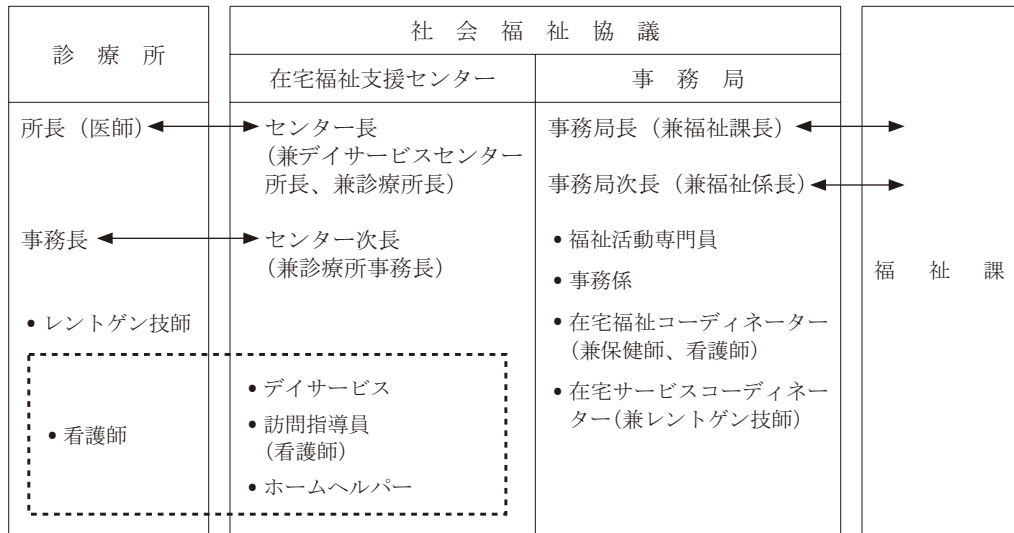 診療所
所長（医師）
事務長
• レントゲン技師
• 看護師
社会福祉協議
在宅福祉支援センター
センター長
（兼デイサービスセンター
所長、兼診療所長）
センター次長
（兼診療所事務長）
• デイサービス
• 訪問指導員
（看護師）
• ホームヘルパー
事務局
事務局長（兼福祉課長）
事務局次長（兼福祉係長）
• 福祉活動専門員
• 事務係
• 在宅福祉コーディネーター
（兼保健師、看護師）
• 在宅サービスコーディネー
ター（兼レントゲン技師）
福祉課